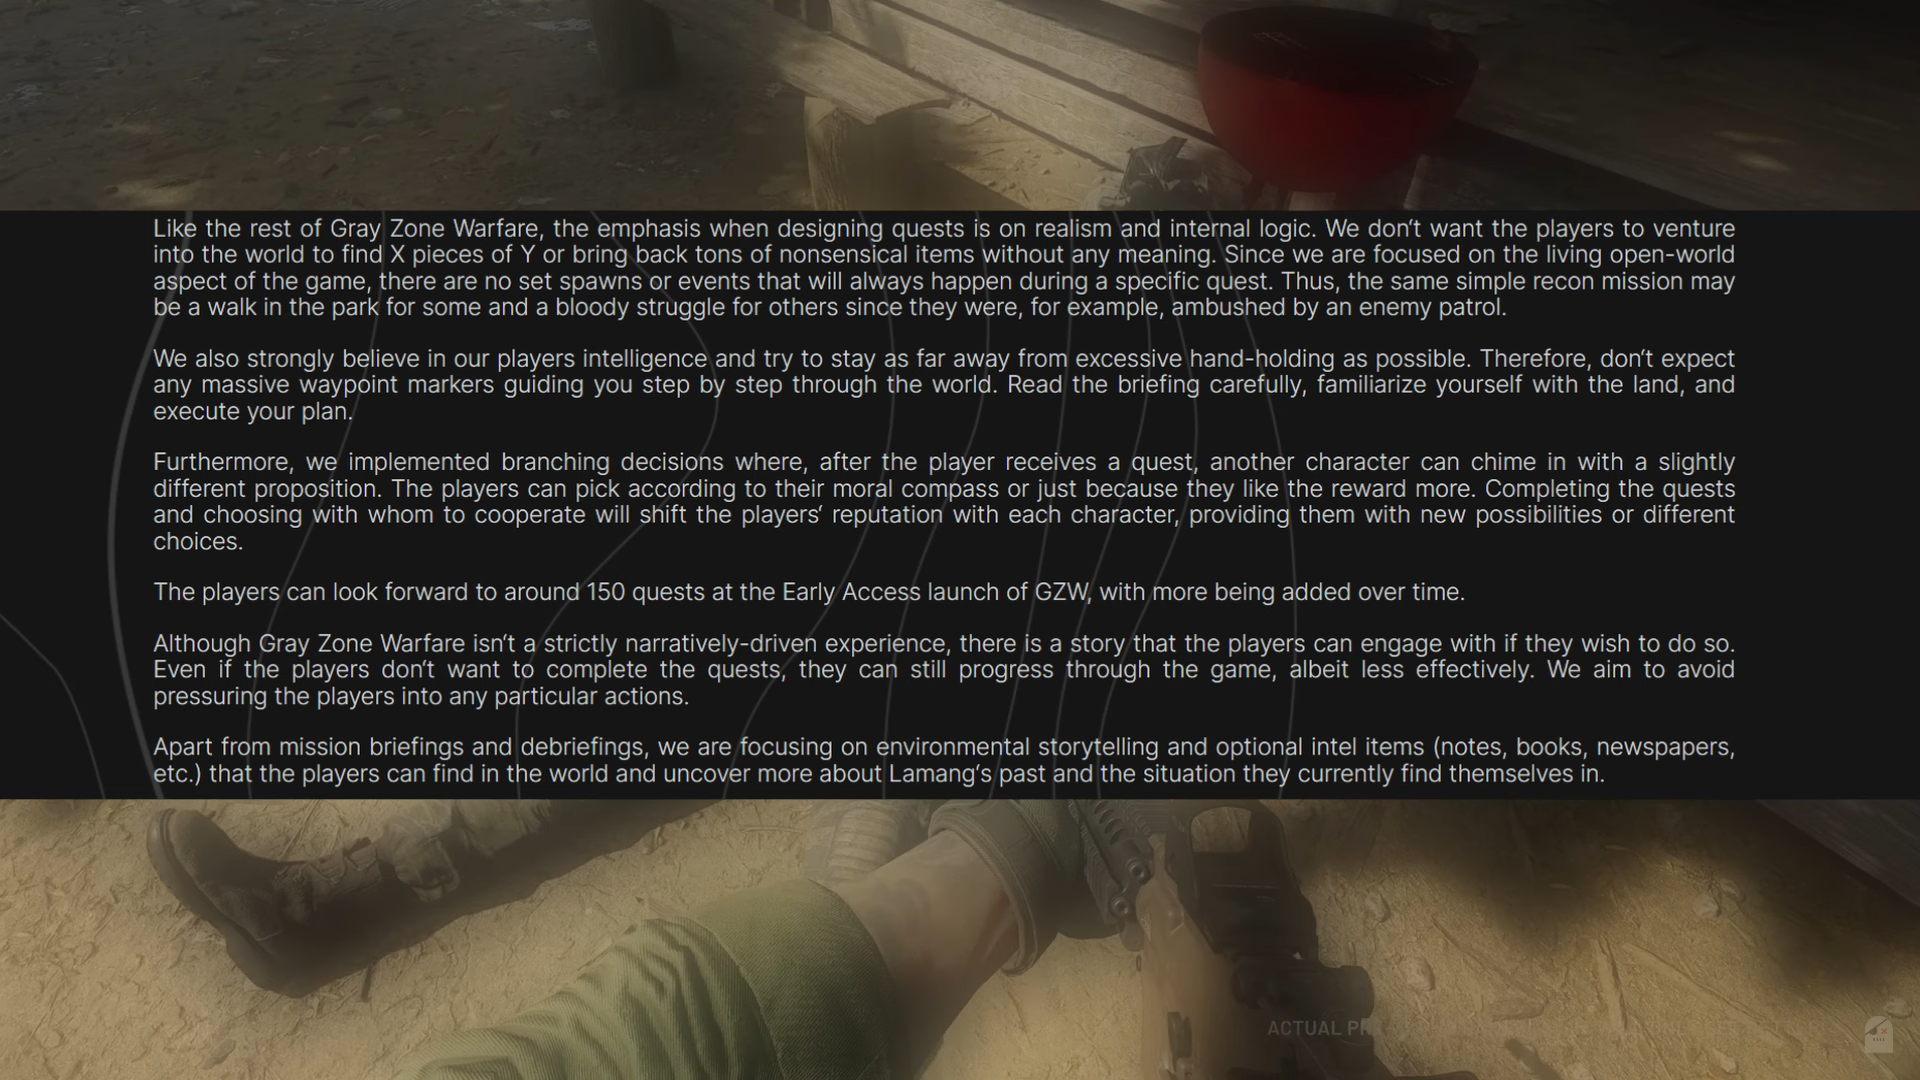 Like the rest of Gray Zone Warfare, the emphasis when designing quests is on realism and internal logic. We don‘t want the players to venture
into the world to find X pieces of Y or bring back tons of nonsensical items without any meaning. Since we are focused on the living open-world
aspect of the game, there are no set spawns or events that will always happen during a specific quest. Thus, the same simple recon mission may
be a walk in the park for some and a bloody struggle for others since they were, for example, ambushed by an enemy patrol.
We also strongly believe in our players intelligence and try to stay as far away from excessive hand-holding as possible. Therefore, don‘t expect
any massive waypoint markers guiding you step by step through the world. Read the briefing carefully, familiarize yourself with the land, and
execute your plan.
Furthermore, we implemented branching decisions where, after the player receives a quest, another character can chime in with a slightly
different proposition. The players can pick according to their moral compass or just because they like the reward more. Completing the quests
and choosing with whom to cooperate will shift the players‘ reputation with each character, providing them with new possibilities or different
choices.
The players can look forward to around 150 quests at the Early Access launch of GZW, with more being added over time.
Although Gray Zone Warfare isn‘t a strictly narratively-driven experience, there is a story that the players can engage with if they wish to do so.
Even if the players don‘t want to complete the quests, they can still progress through the game, albeit less effectively. We aim to avoid
pressuring the players into any particular actions.
Apart from mission briefings and debriefings, we are focusing on environmental storytelling and optional intel items (notes, books, newspapers,
etc.) that the players can find in the world and uncover more about Lamang‘s past and the situation they currently find themselves in.
ACTUAL